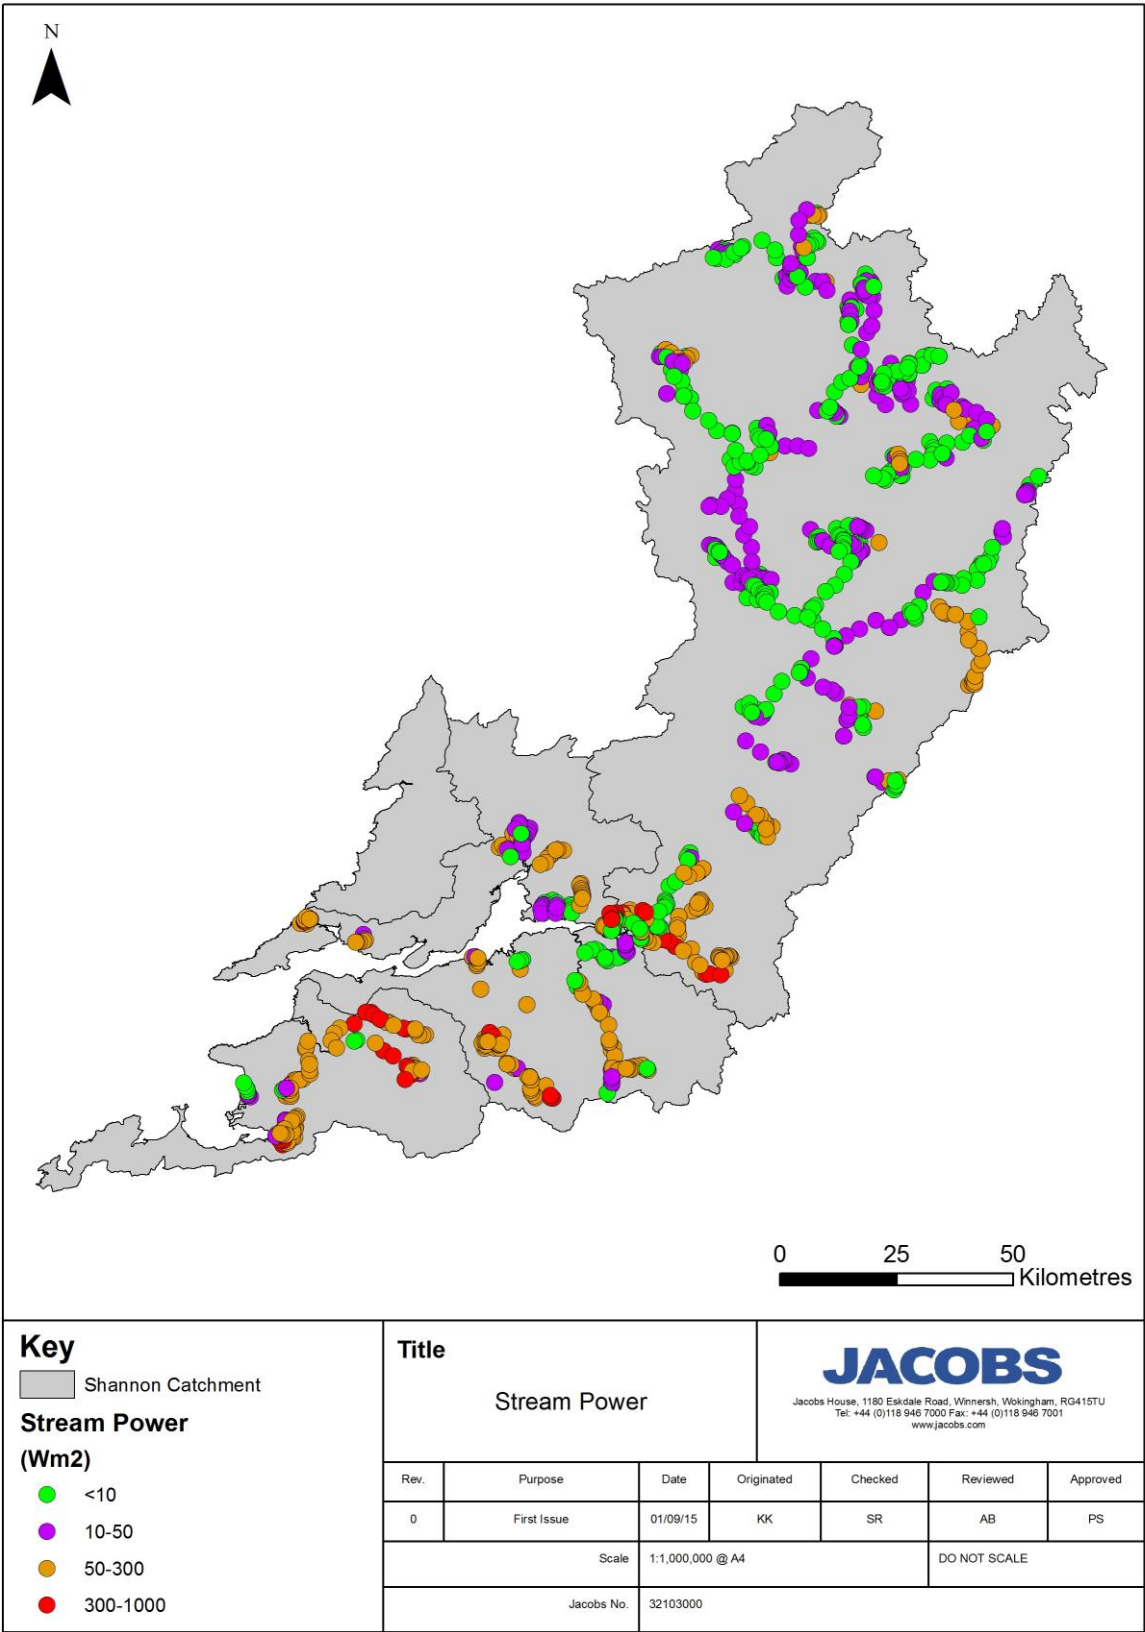 N
0 25 50
Kilometres
Key
Shannon Catchment
Stream Power
(Wm2)
<10
10-50
50-300
300-1000
Title
Stream Power
JACOBS
Jacobs House, 1180 Eskdale Road, Winnersh, Wokingham, RG415TU
Tel: +44 (0)118 946 7000 Fax: +44 (0)118 946 7001
www.jacobs.com
Rev. Purpose Date Originated Checked Reviewed Approved
0 First Issue 01/09/15 KK SR AB PS
Scale 1:1,000,000 @ A4 DO NOT SCALE
Jacobs No. 32103000